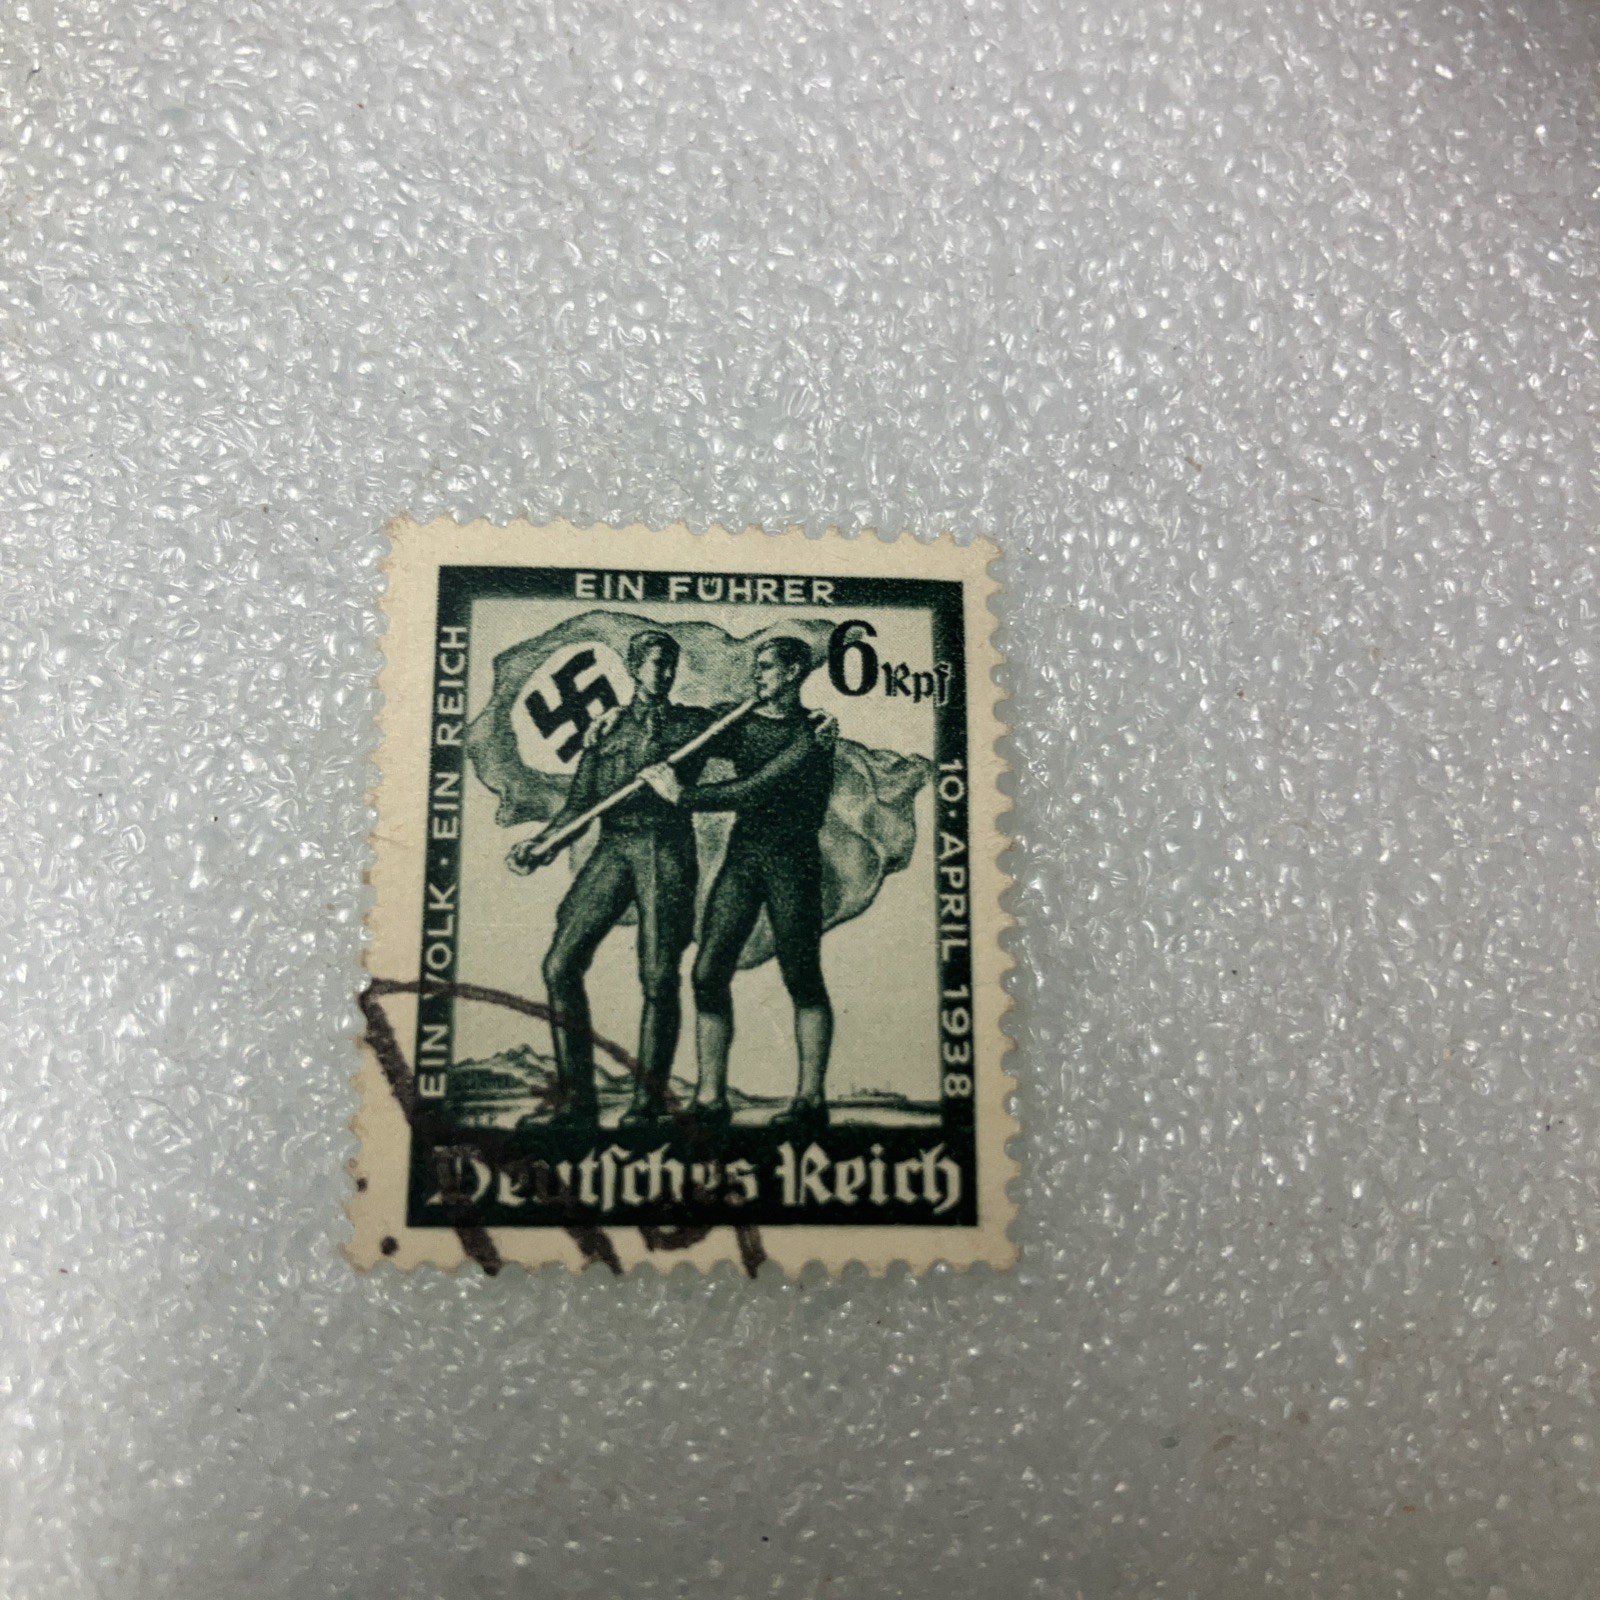 EIN VOLK · EIN REICH
EIN FÜHRER
6 Rpf
10 · APRIL 1938
Deutsches Reich